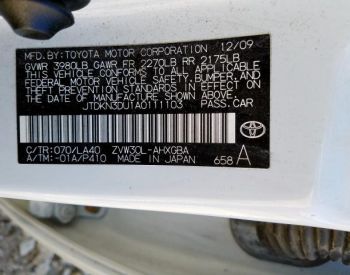 MFD. BY: TOYOTA MOTOR CORPORATION 12/09
GVWR 3980LB GAWR FR 2270LB RR 2175LB
THIS VEHICLE CONFORMS TO ALL APPLICABLE
FEDERAL MOTOR VEHICLE SAFETY, BUMPER, AND
THEFT PREVENTION STANDARDS IN EFFECT ON
THE DATE OF MANUFACTURE SHOWN ABOVE.
JTDKN3DU1A0111103
PASS. CAR
C/TR: 070/LA40 ZVW30L-AHXGBA
A/TM: -01A/P410 MADE IN JAPAN 658 A
TOYOTA